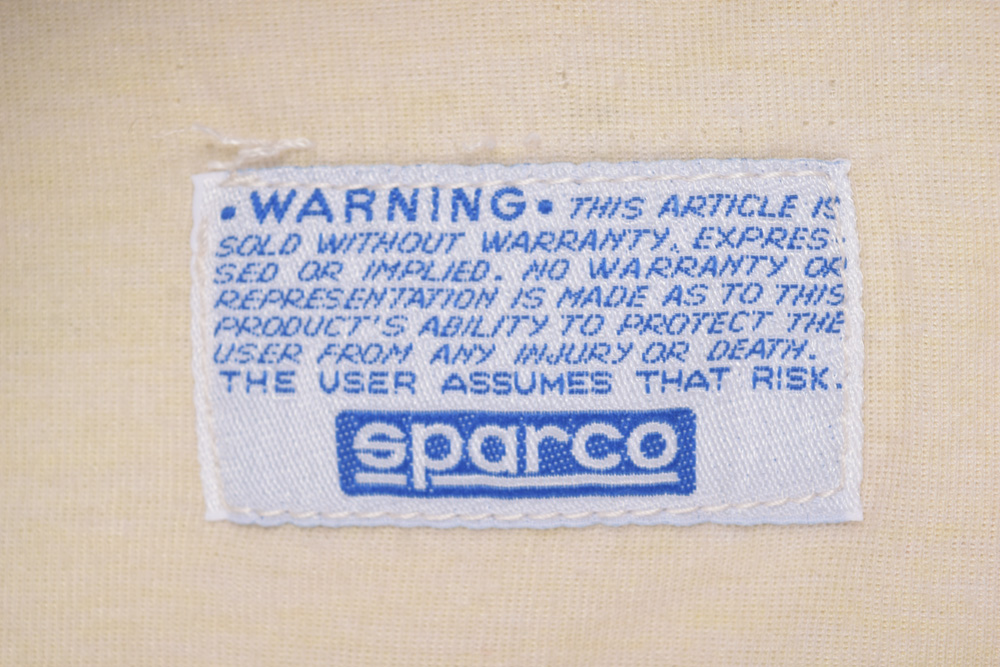 • WARNING • THIS ARTICLE IS
SOLD WITHOUT WARRANTY, EXPRES-
SED OR IMPLIED. NO WARRANTY OR
REPRESENTATION IS MADE AS TO THIS
PRODUCT'S ABILITY TO PROTECT THE
USER FROM ANY INJURY OR DEATH.
THE USER ASSUMES THAT RISK.
sparco